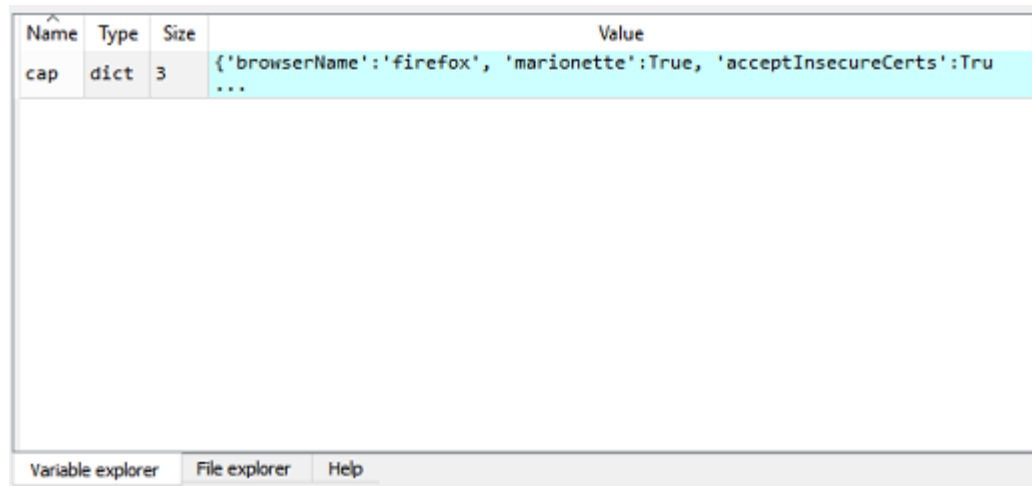 Name Type Size Value
cap dict 3 {'browserName':'firefox', 'marionette':True, 'acceptInsecureCerts':Tru
...
Variable explorer File explorer Help